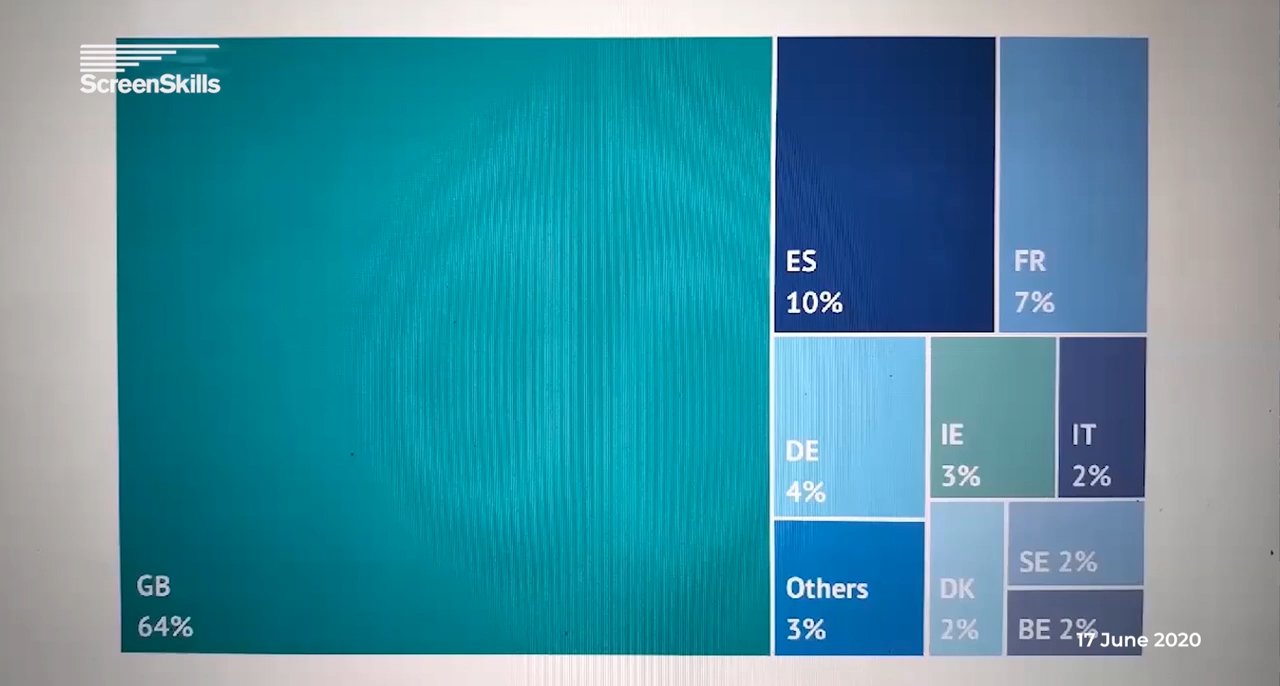 ScreenSkills
ES
10%
FR
7%
DE
4%
IE
3%
IT
2%
GB
64%
Others
3%
DK
2%
SE 2%
BE 2%
17 June 2020